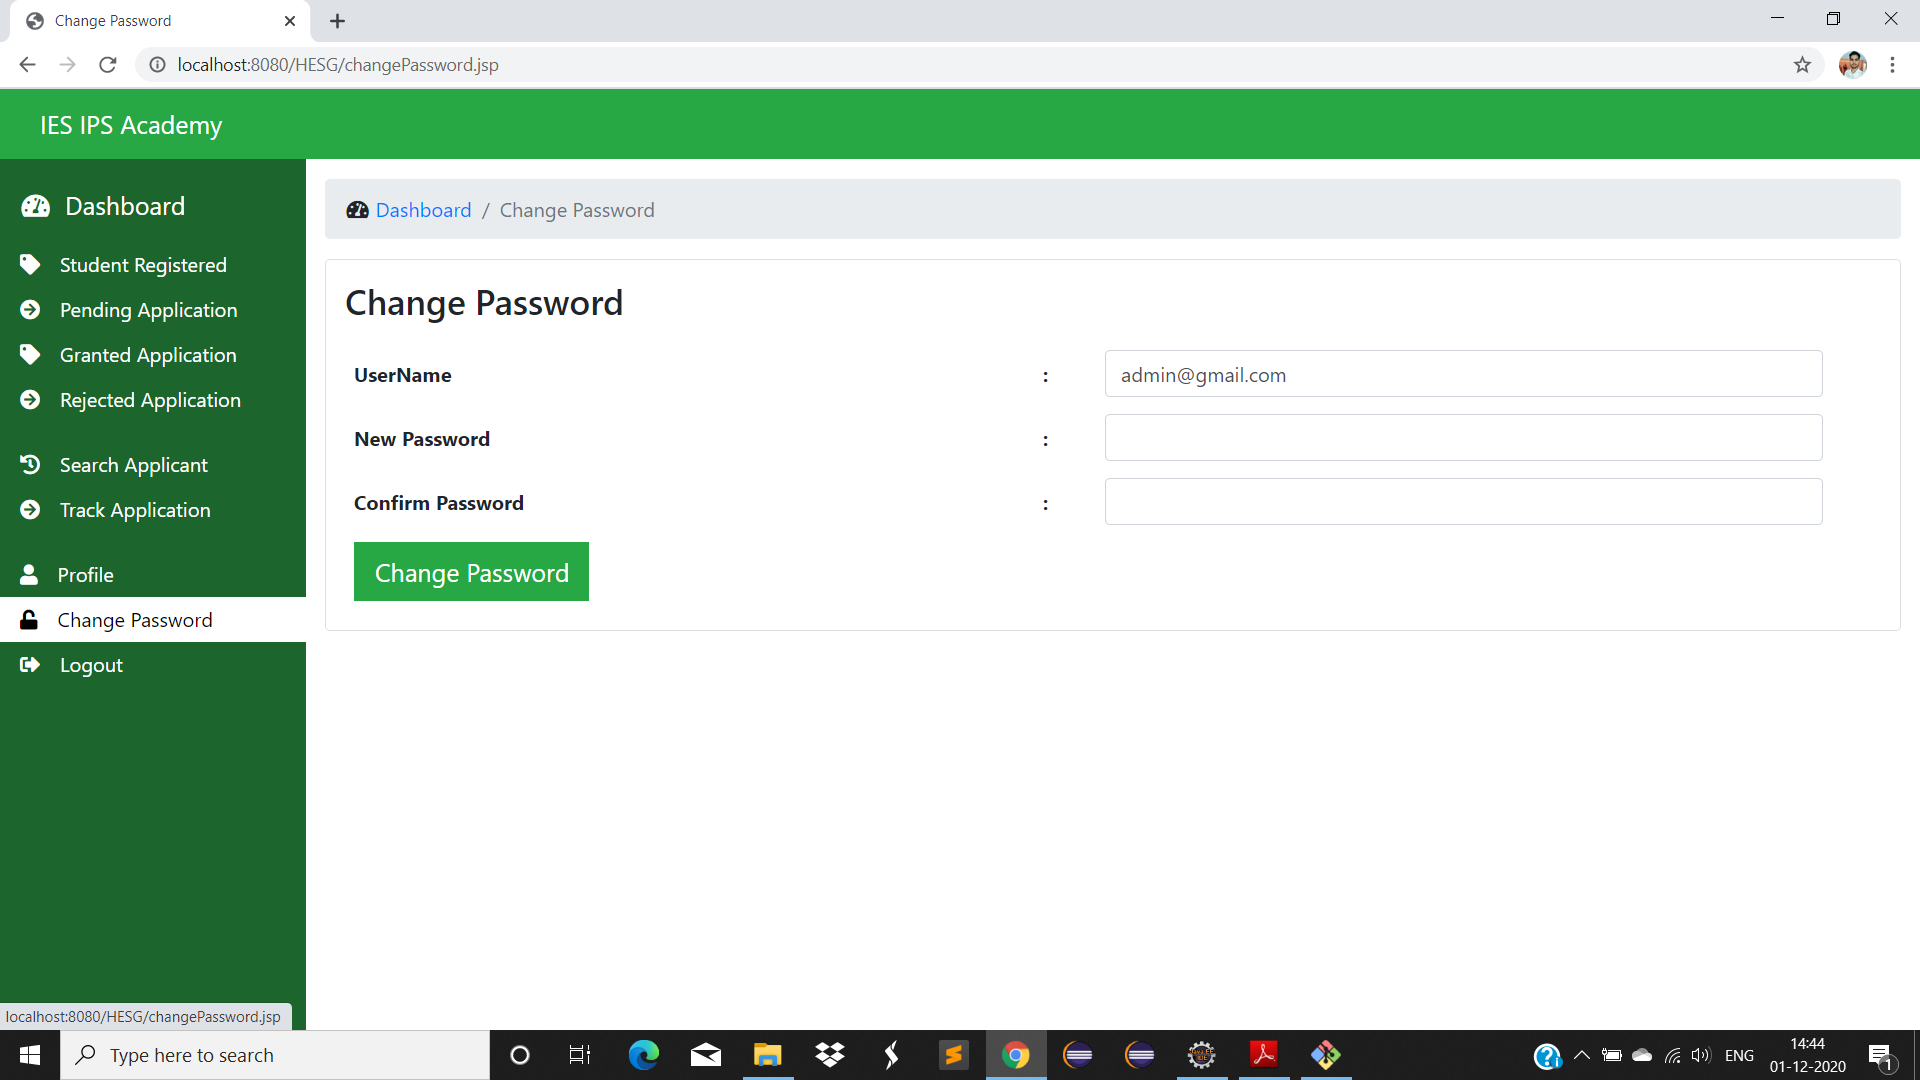 Change Password
localhost:8080/HESG/changePassword.jsp
IES IPS Academy
Dashboard
Student Registered
Pending Application
Granted Application
Rejected Application
Search Applicant
Track Application
Profile
Change Password
Logout
Dashboard / Change Password
Change Password
UserName : admin@gmail.com
New Password :
Confirm Password :
Change Password
localhost:8080/HESG/changePassword.jsp
Type here to search
ENG
14:44
01-12-2020
1